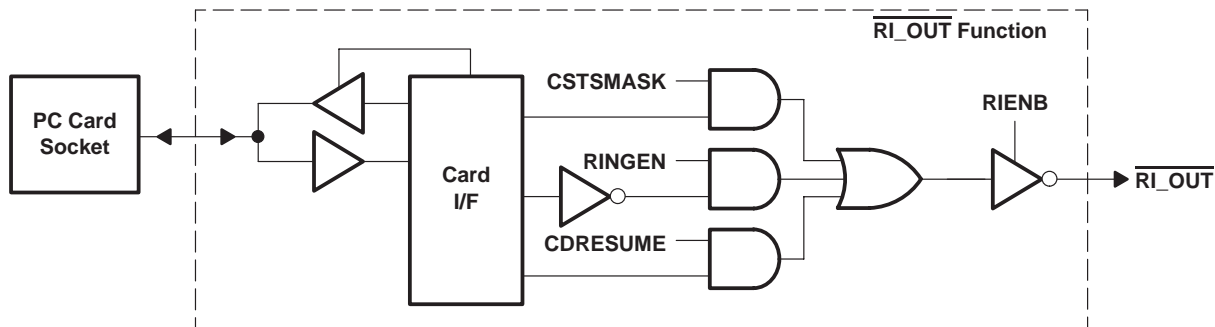 RI_OUT Function
PC Card
Socket
Card
I/F
CSTSMASK
RINGEN
CDRESUME
RIENB
RI_OUT